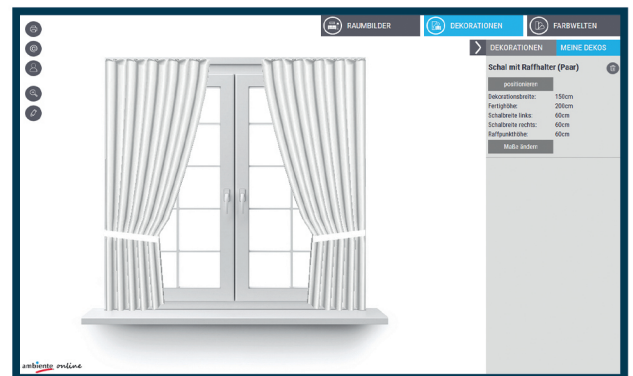 RAUMBILDER
DEKORATIONEN
FARBWELTEN
DEKORATIONEN
MEINE DEKOS
Schal mit Raffhalter (Paar)
positionieren
Dekorationsbreite: 150cm
Fertighöhe: 200cm
Schalbreite links: 60cm
Schalbreite rechts: 60cm
Raffpunkthöhe: 60cm
Maße ändern
ambiente online